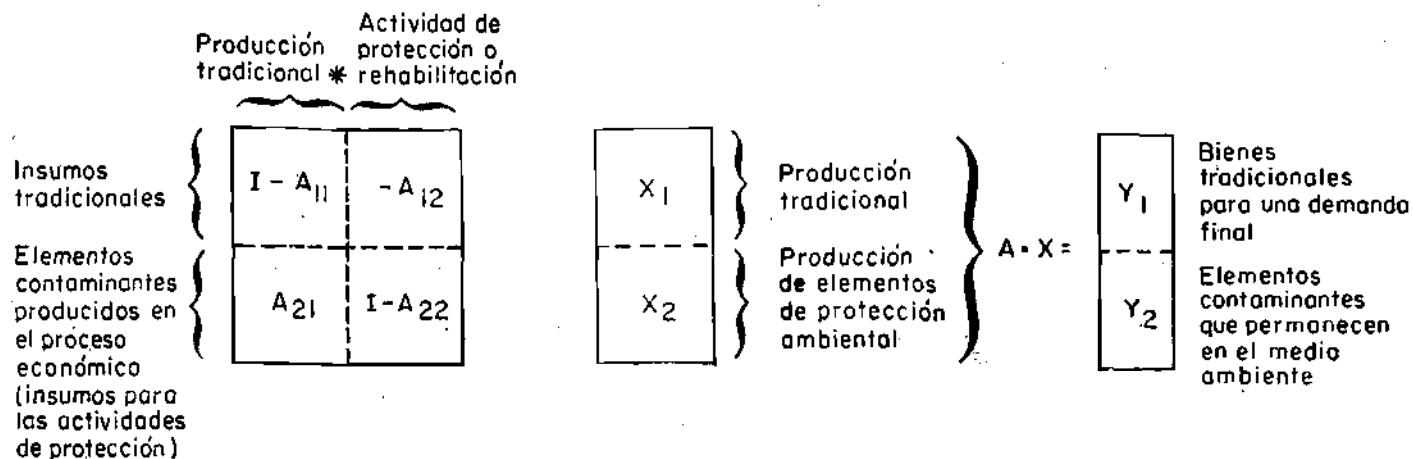 Producción
tradicional *
Actividad de
protección o
rehabilitación
Insumos
tradicionales
Elementos
contaminantes
producidos en
el proceso
económico
(insumos para
las actividades
de protección)
I - A11
-A12
A21
I-A22
X1
X2
Producción
tradicional
Producción
de elementos
de protección
ambiental
A • X =
Y1
Y2
Bienes
tradicionales
para una demanda
final
Elementos
contaminantes
que permanecen
en el medio
ambiente